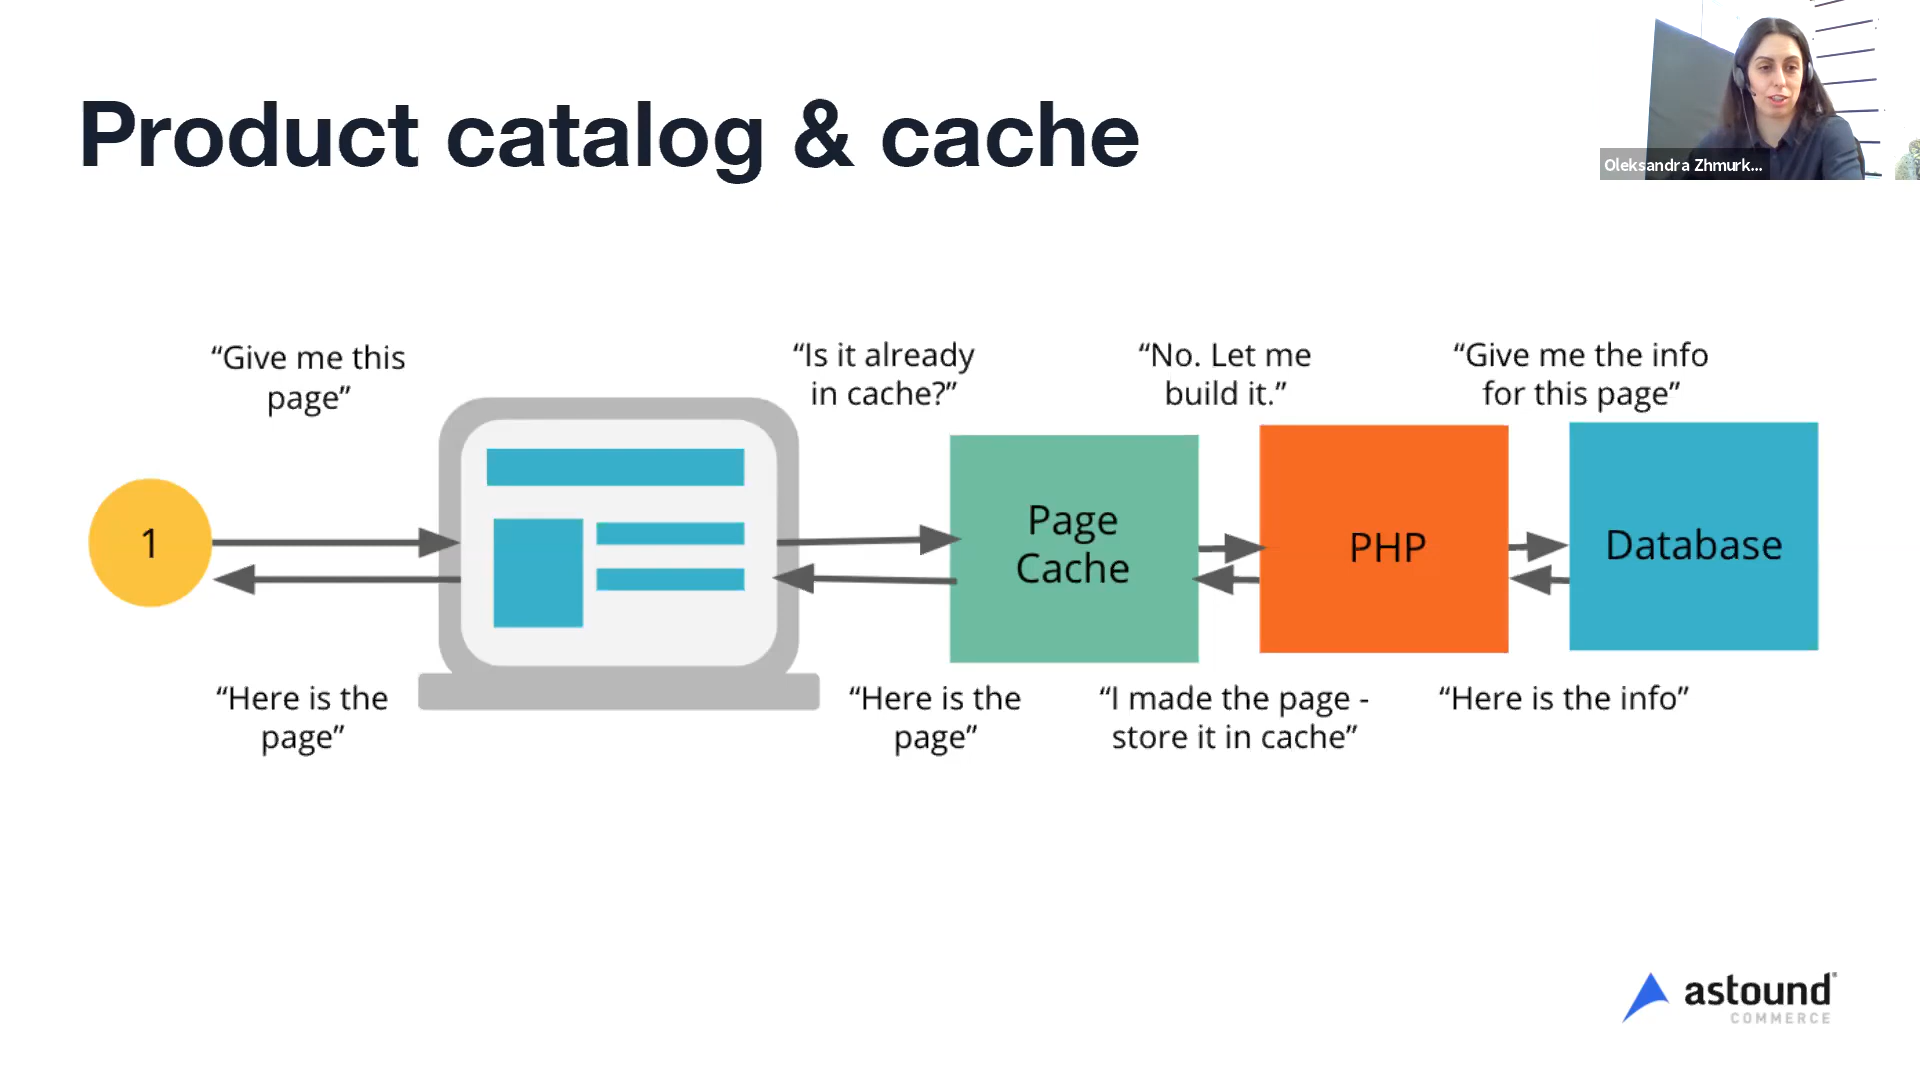 Product catalog & cache
Oleksandra Zhmurk...
“Give me this
page”
“Is it already
in cache?”
“No. Let me
build it.”
“Give me the info
for this page”
1
Page
Cache
PHP
Database
“Here is the
page”
“Here is the
page”
“I made the page -
store it in cache”
“Here is the info”
astound
COMMERCE